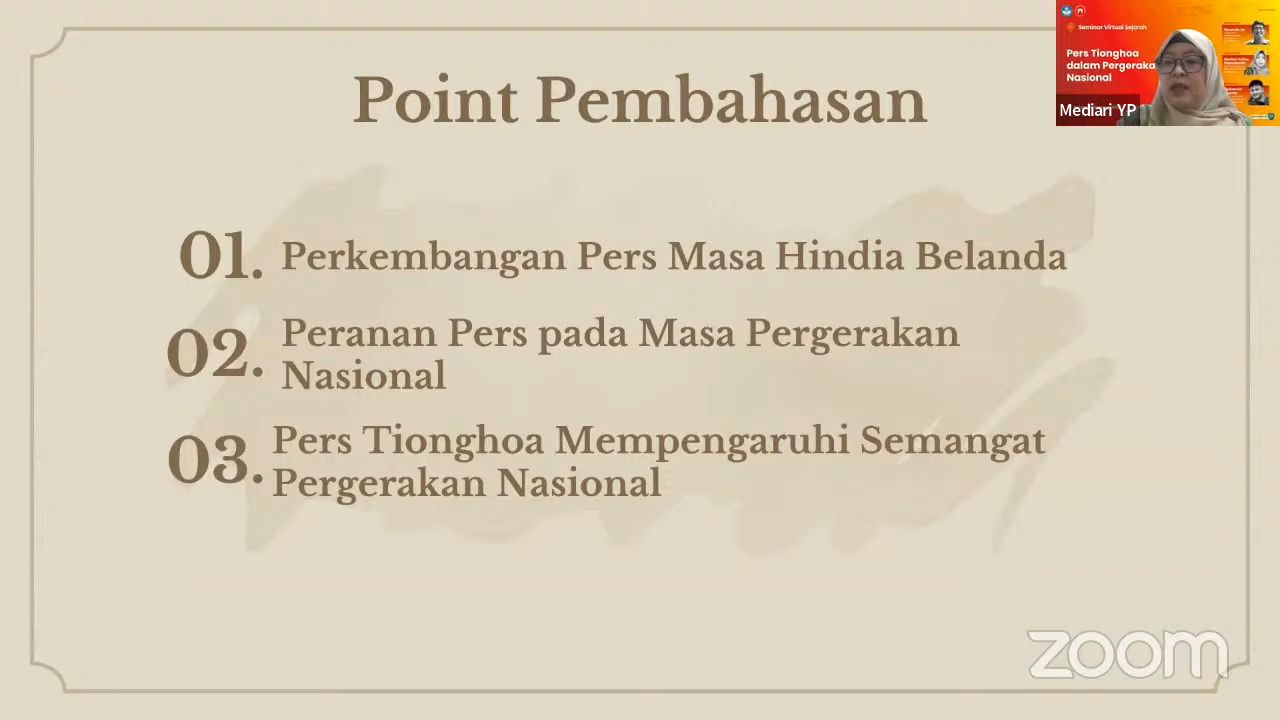 Point Pembahasan
01. Perkembangan Pers Masa Hindia Belanda
02. Peranan Pers pada Masa Pergerakan
Nasional
03. Pers Tionghoa Mempengaruhi Semangat
Pergerakan Nasional
Seminar Virtual Sejarah
Pers Tionghoa
dalam Pergeraka
Nasional
Mediari YP
zoom